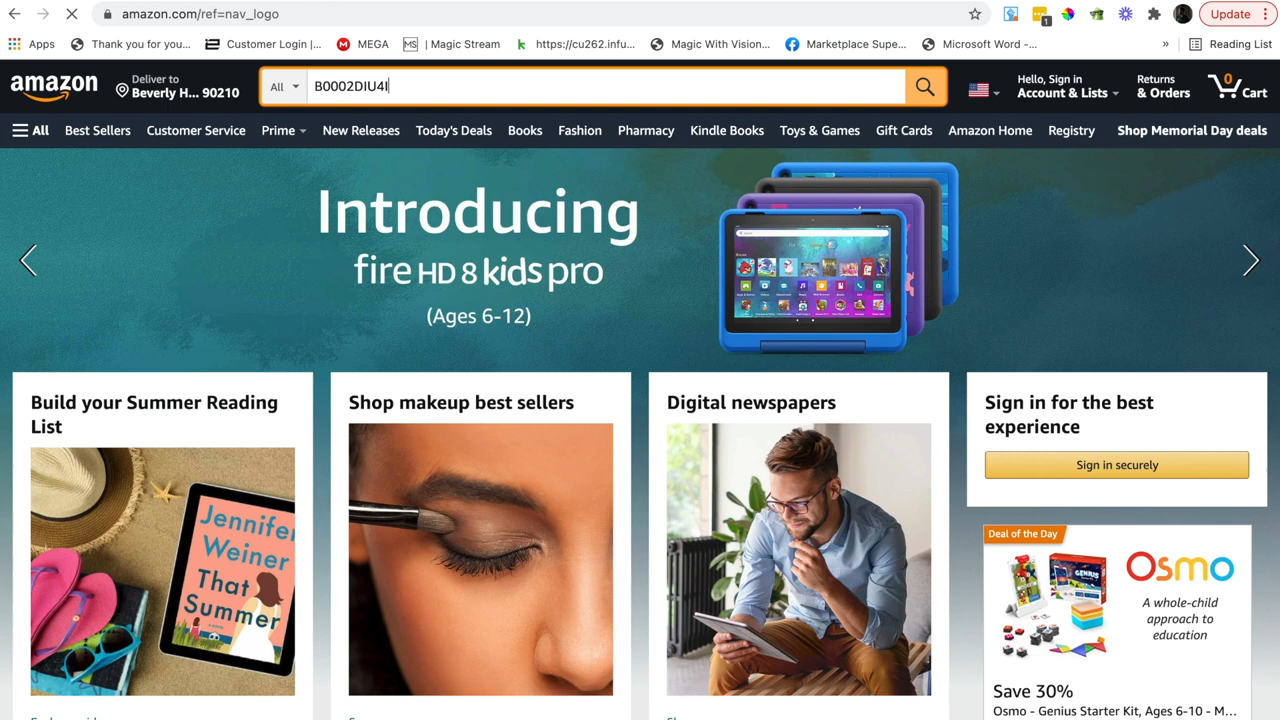 amazon.com/ref=nav_logo
Update
1
Apps
Thank you for you...
Customer Login |...
MEGA
MS | Magic Stream
https://cu262.infu...
Magic With Vision...
Marketplace Supe...
Microsoft Word -...
»
Reading List
amazon
Deliver to
Beverly H... 90210
All
B0002DIU4I
Hello, Sign in
Account & Lists
Returns
& Orders
0
Cart
All
Best Sellers
Customer Service
Prime
New Releases
Today's Deals
Books
Fashion
Pharmacy
Kindle Books
Toys & Games
Gift Cards
Amazon Home
Registry
Shop Memorial Day deals
Introducing
fire HD 8 kids pro
(Ages 6-12)
Build your Summer Reading
List
Jennifer
Weiner
That
Summer
Shop makeup best sellers
Digital newspapers
Sign in for the best
experience
Sign in securely
Deal of the Day
Osmo
A whole-child
approach to
education
Save 30%
Osmo - Genius Starter Kit, Ages 6-10 - M...